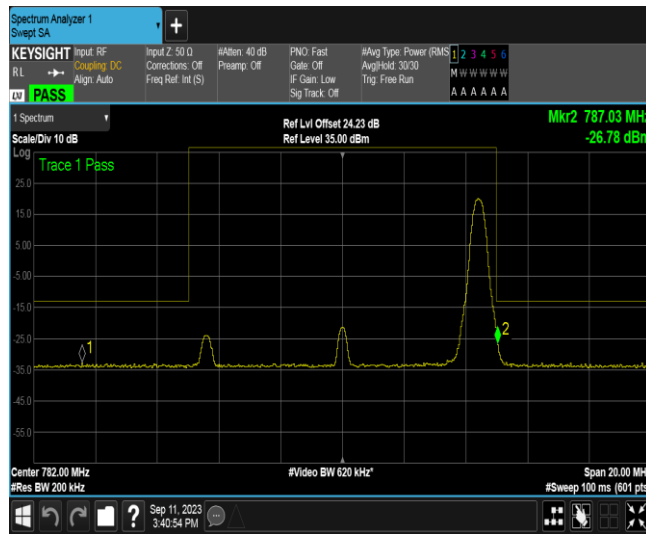 Spectrum Analyzer 1
Swept SA
KEYSIGHT
RL
LXI PASS
Input: RF
Coupling: DC
Align: Auto
Input Z: 50 Ω
Corrections: Off
Freq Ref: Int (S)
#Atten: 40 dB
Preamp: Off
PNO: Fast
Gate: Off
IF Gain: Low
Sig Track: Off
#Avg Type: Power (RMS
Avg|Hold: 30/30
Trig: Free Run
1 2 3 4 5 6
M W W W W W
A A A A A A
1 Spectrum
Scale/Div 10 dB
Ref Lvl Offset 24.23 dB
Ref Level 35.00 dBm
Mkr2 787.03 MHz
-26.78 dBm
Log
Trace 1 Pass
25.0
15.0
5.00
-5.00
-15.0
-25.0
-35.0
-45.0
-55.0
1
2
Center 782.00 MHz
#Res BW 200 kHz
#Video BW 620 kHz*
Span 20.00 MH
#Sweep 100 ms (601 pts
?
Sep 11, 2023
3:40:54 PM